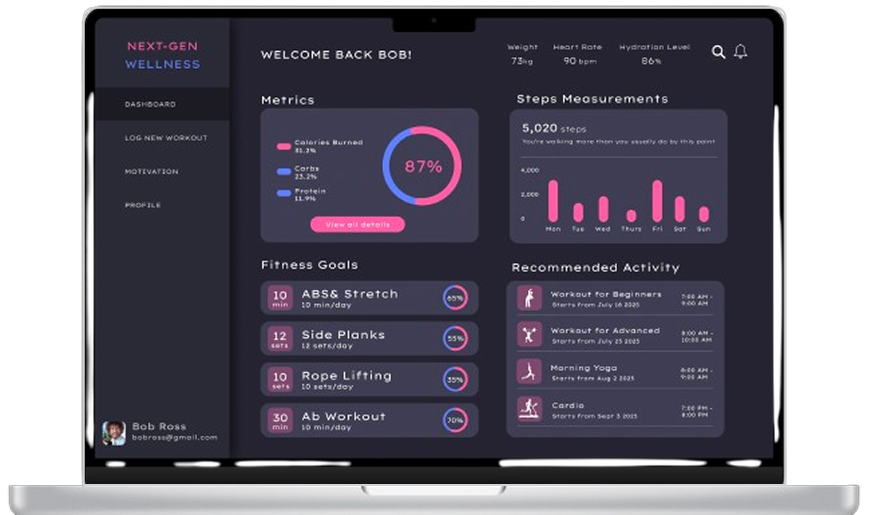 NEXT-GEN
WELLNESS
DASHBOARD
LOG NEW WORKOUT
MOTIVATION
PROFILE
Bob Ross
bobross@gmail.com
WELCOME BACK BOB!
Weight
73kg
Heart Rate
90 bpm
Hydration Level
86%
Metrics
Calories Burned
31.2%
Carbs
23.2%
Protein
11.9%
87%
View all details
Steps Measurements
5,020 steps
You're walking more than you usually do by this point
4,000
2,000
0
Mon Tue Wed Thurs Fri Sat Sun
Fitness Goals
10 min
ABS& Stretch
10 min/day
65%
12 sets
Side Planks
12 sets/day
55%
10 sets
Rope Lifting
10 sets/day
35%
30 min
Ab Workout
10 min/day
70%
Recommended Activity
Workout for Beginners
Starts from July 16 2025
7:00 AM -
9:00 AM
Workout for Advanced
Starts from July 25 2025
8:00 AM -
10:00 AM
Morning Yoga
Starts from Aug 2 2025
8:00 AM -
9:00 AM
Cardio
Starts from Sept 3 2025
7:00 PM -
8:00 PM